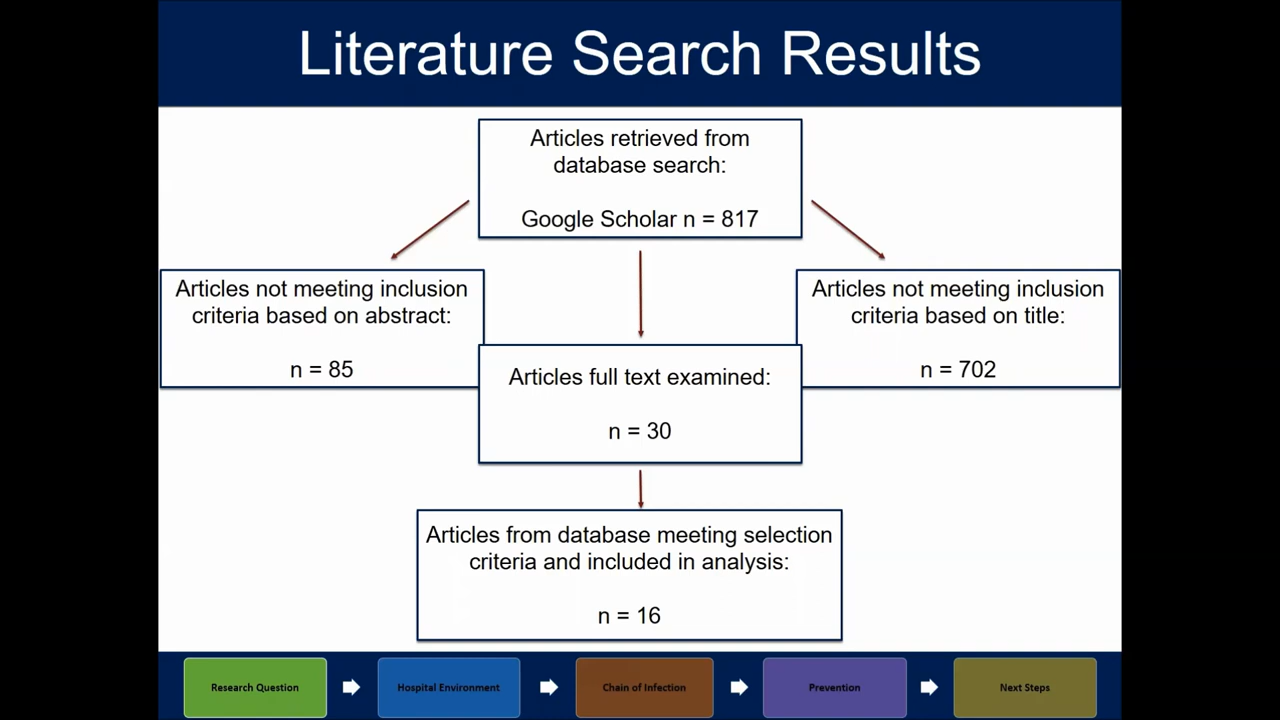 Literature Search Results
Articles retrieved from
database search:
Google Scholar n = 817
Articles not meeting inclusion
criteria based on abstract:
n = 85
Articles not meeting inclusion
criteria based on title:
n = 702
Articles full text examined:
n = 30
Articles from database meeting selection
criteria and included in analysis:
n = 16
Research Question
Hospital Environment
Chain of Infection
Prevention
Next Steps